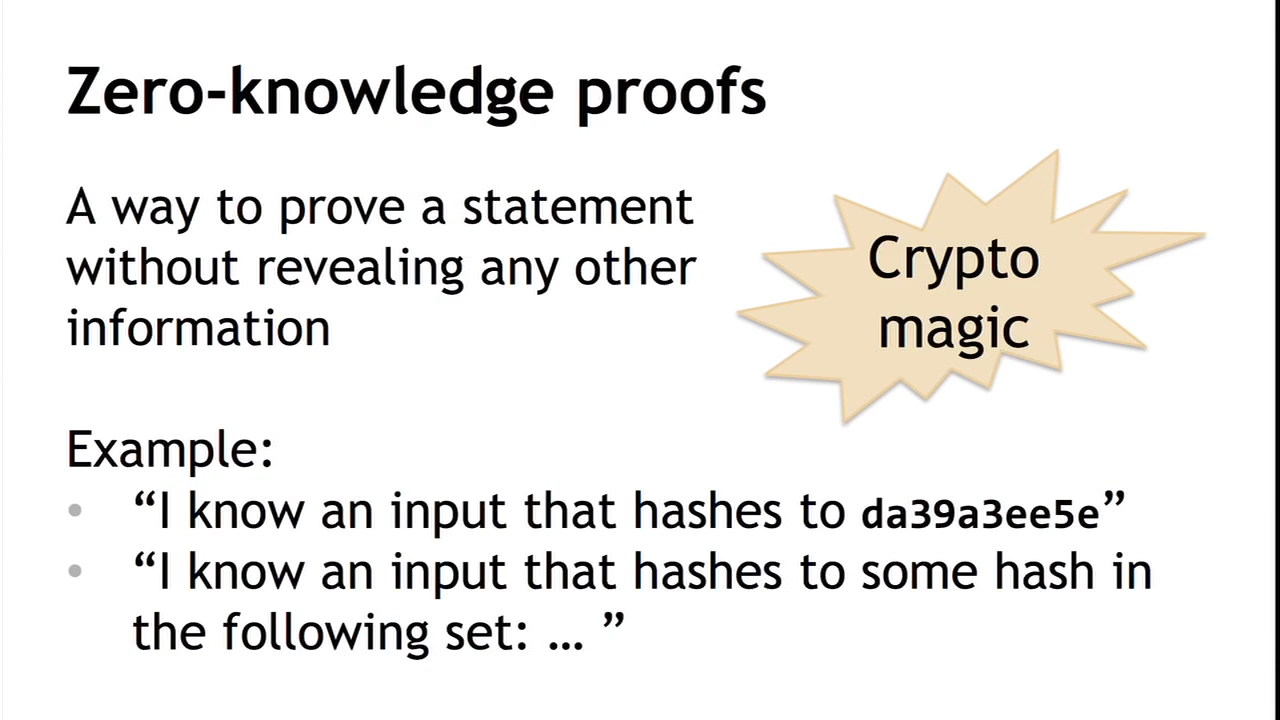 Zero-knowledge proofs
A way to prove a statement
without revealing any other
information
Crypto
magic
Example:
• “I know an input that hashes to da39a3ee5e”
• “I know an input that hashes to some hash in
the following set: … ”